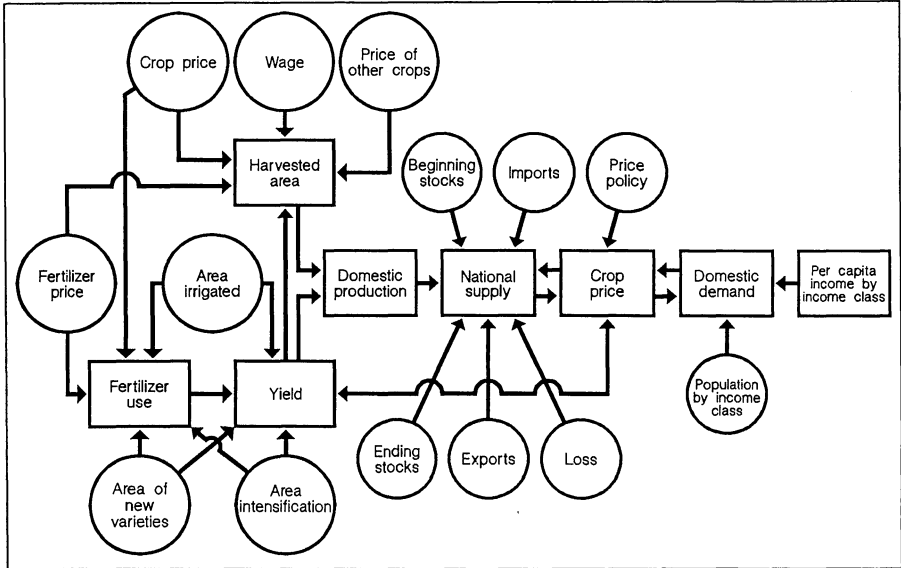 Crop price
Wage
Price of
other crops
Harvested
area
Beginning
stocks
Imports
Price
policy
Fertilizer
price
Area
irrigated
Domestic
production
National
supply
Crop
price
Domestic
demand
Per capita
income by
income class
Fertilizer
use
Yield
Population
by income
class
Ending
stocks
Exports
Loss
Area of
new
varieties
Area
intensification